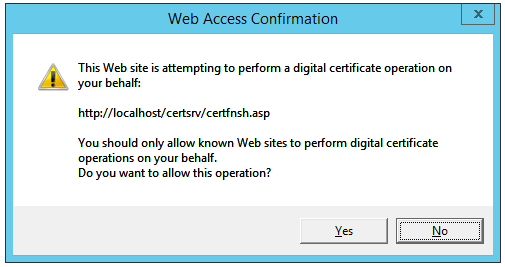 Web Access Confirmation
x
This Web site is attempting to perform a digital certificate operation on
your behalf:
http://localhost/certsrv/certfnsh.asp
You should only allow known Web sites to perform digital certificate
operations on your behalf.
Do you want to allow this operation?
Yes
No